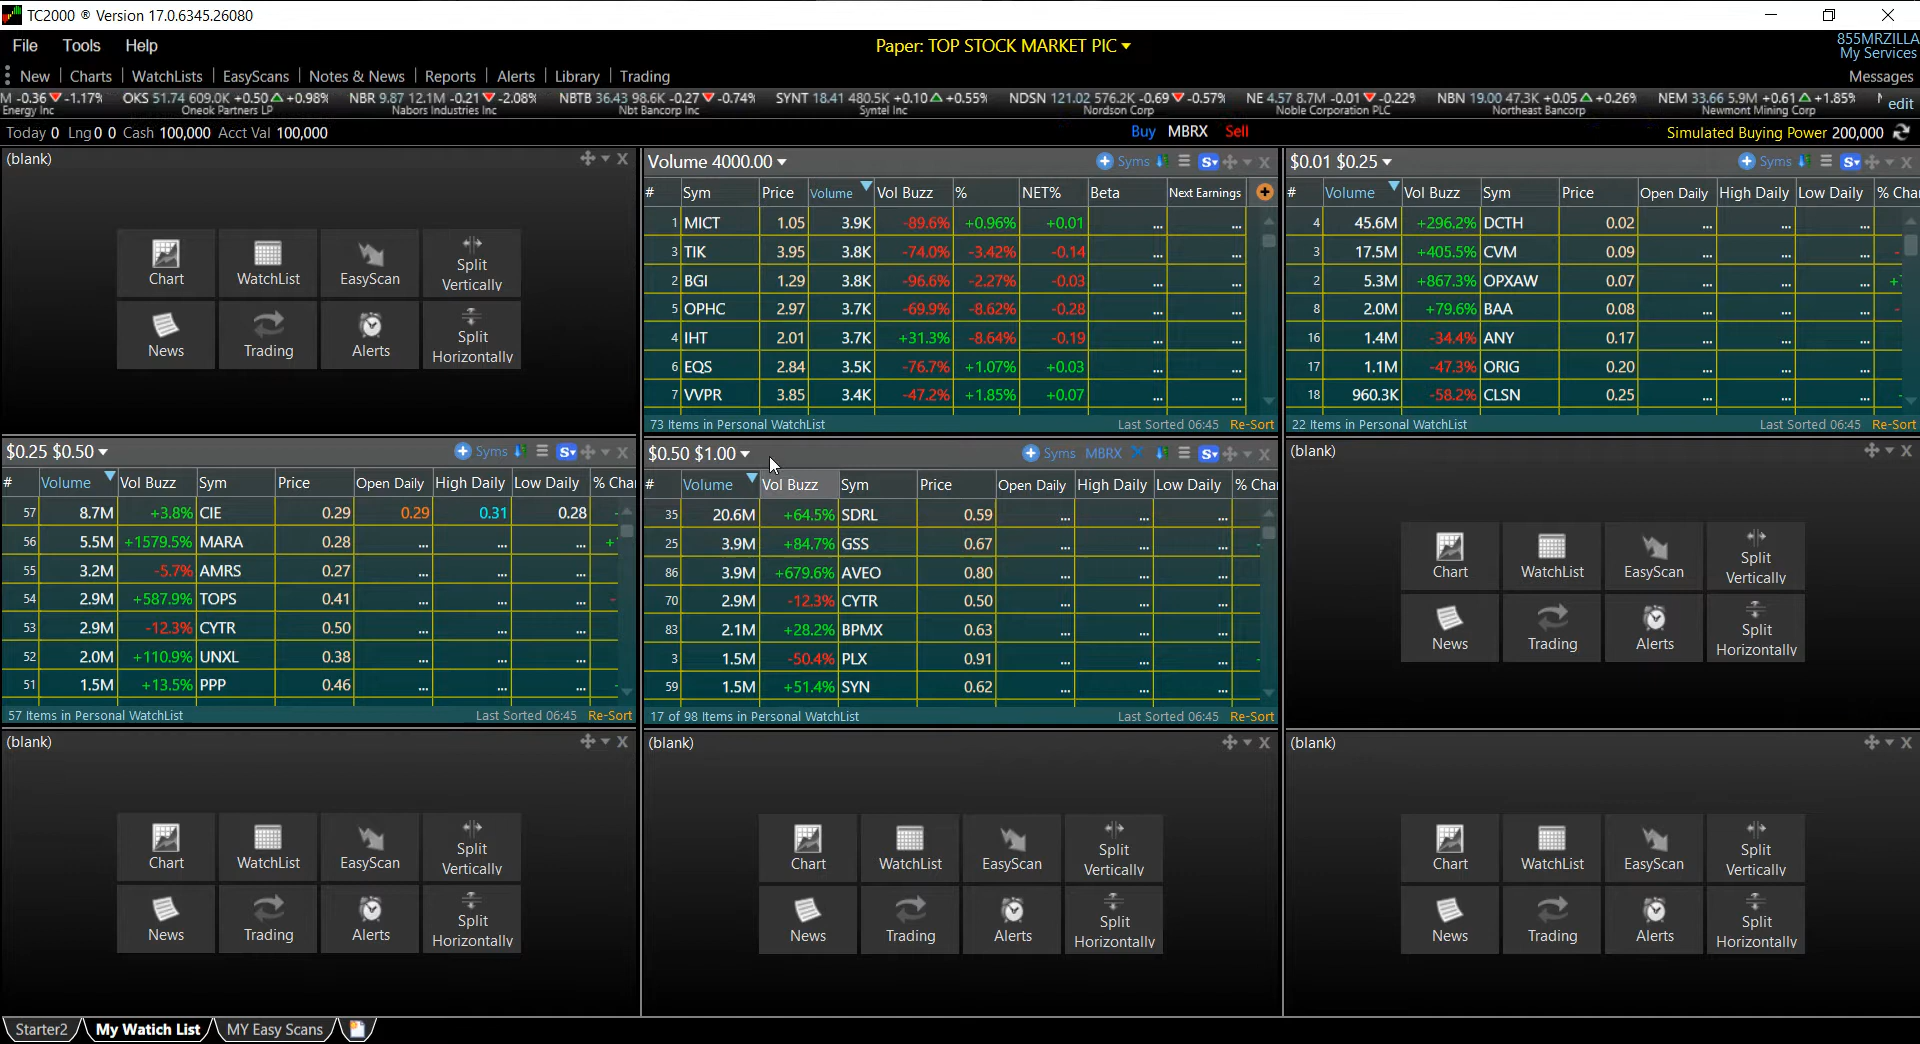 TC2000 ® Version 17.0.6345.26080
File Tools Help
Paper: TOP STOCK MARKET PIC
855MRZILLA
My Services
New Charts WatchLists EasyScans Notes & News Reports Alerts Library Trading
Messages
M -0.36 -1.17% OKS 51.74 609.0K +0.50 +0.98% NBR 9.87 12.1M -0.21 -2.08% NBTB 36.43 98.6K -0.27 -0.74% SYNT 18.41 480.5K +0.10 +0.55% NDSN 121.02 576.2K -0.69 -0.57% NE 4.57 8.7M -0.01 -0.22% NBN 19.00 47.3K +0.05 +0.26% NEM 33.66 5.9M +0.61 +1.85% edit
Energy Inc Oneok Partners LP Nabors Industries Inc Nbt Bancorp Inc Syntel Inc Nordson Corp Noble Corporation PLC Northeast Bancorp Newmont Mining Corp
Today 0 Lng 0 0 Cash 100,000 Acct Val 100,000
Buy MBRX Sell
Simulated Buying Power 200,000
(blank)
Chart WatchList EasyScan Split Vertically
News Trading Alerts Split Horizontally
Volume 4000.00 Syms S
# Sym Price Volume Vol Buzz % NET% Beta Next Earnings
1 MICT 1.05 3.9K -89.6% +0.96% +0.01 ... ...
3 TIK 3.95 3.8K -74.0% -3.42% -0.14 ... ...
2 BGI 1.29 3.8K -96.6% -2.27% -0.03 ... ...
5 OPHC 2.97 3.7K -69.9% -8.62% -0.28 ... ...
4 IHT 2.01 3.7K +31.3% -8.64% -0.19 ... ...
6 EQS 2.84 3.5K -76.7% +1.07% +0.03 ... ...
7 VVPR 3.85 3.4K -47.2% +1.85% +0.07 ... ...
73 Items in Personal WatchList Last Sorted 06:45 Re-Sort
$0.01 $0.25 Syms S
# Volume Vol Buzz Sym Price Open Daily High Daily Low Daily % Cha
4 45.6M +296.2% DCTH 0.02 ... ... ...
3 17.5M +405.5% CVM 0.09 ... ... ... -
2 5.3M +867.3% OPXAW 0.07 ... ... ... +
8 2.0M +79.6% BAA 0.08 ... ... ... -
16 1.4M -34.4% ANY 0.17 ... ... ...
17 1.1M -47.3% ORIG 0.20 ... ... ...
18 960.3K -58.2% CLSN 0.25 ... ... ...
22 Items in Personal WatchList Last Sorted 06:45 Re-Sort
$0.25 $0.50 Syms S
# Volume Vol Buzz Sym Price Open Daily High Daily Low Daily % Cha
57 8.7M +3.8% CIE 0.29 0.29 0.31 0.28 -
56 5.5M +1579.5% MARA 0.28 ... ... ... +
55 3.2M -5.7% AMRS 0.27 ... ... ...
54 2.9M +587.9% TOPS 0.41 ... ... ... -
53 2.9M -12.3% CYTR 0.50 ... ... ...
52 2.0M +110.9% UNXL 0.38 ... ... ...
51 1.5M +13.5% PPP 0.46 ... ... ... -
57 Items in Personal WatchList Last Sorted 06:45 Re-Sort
$0.50 $1.00 Syms MBRX S
# Volume Vol Buzz Sym Price Open Daily High Daily Low Daily % Cha
35 20.6M +64.5% SDRL 0.59 ... ... ...
25 3.9M +84.7% GSS 0.67 ... ... ... -
86 3.9M +679.6% AVEO 0.80 ... ... ...
70 2.9M -12.3% CYTR 0.50 ... ... ...
83 2.1M +28.2% BPMX 0.63 ... ... ...
3 1.5M -50.4% PLX 0.91 ... ... ... -
59 1.5M +51.4% SYN 0.62 ... ... ...
17 of 98 Items in Personal WatchList Last Sorted 06:45 Re-Sort
(blank)
Chart WatchList EasyScan Split Vertically
News Trading Alerts Split Horizontally
(blank)
Chart WatchList EasyScan Split Vertically
News Trading Alerts Split Horizontally
(blank)
Chart WatchList EasyScan Split Vertically
News Trading Alerts Split Horizontally
(blank)
Chart WatchList EasyScan Split Vertically
News Trading Alerts Split Horizontally
Starter2 My Watich List MY Easy Scans